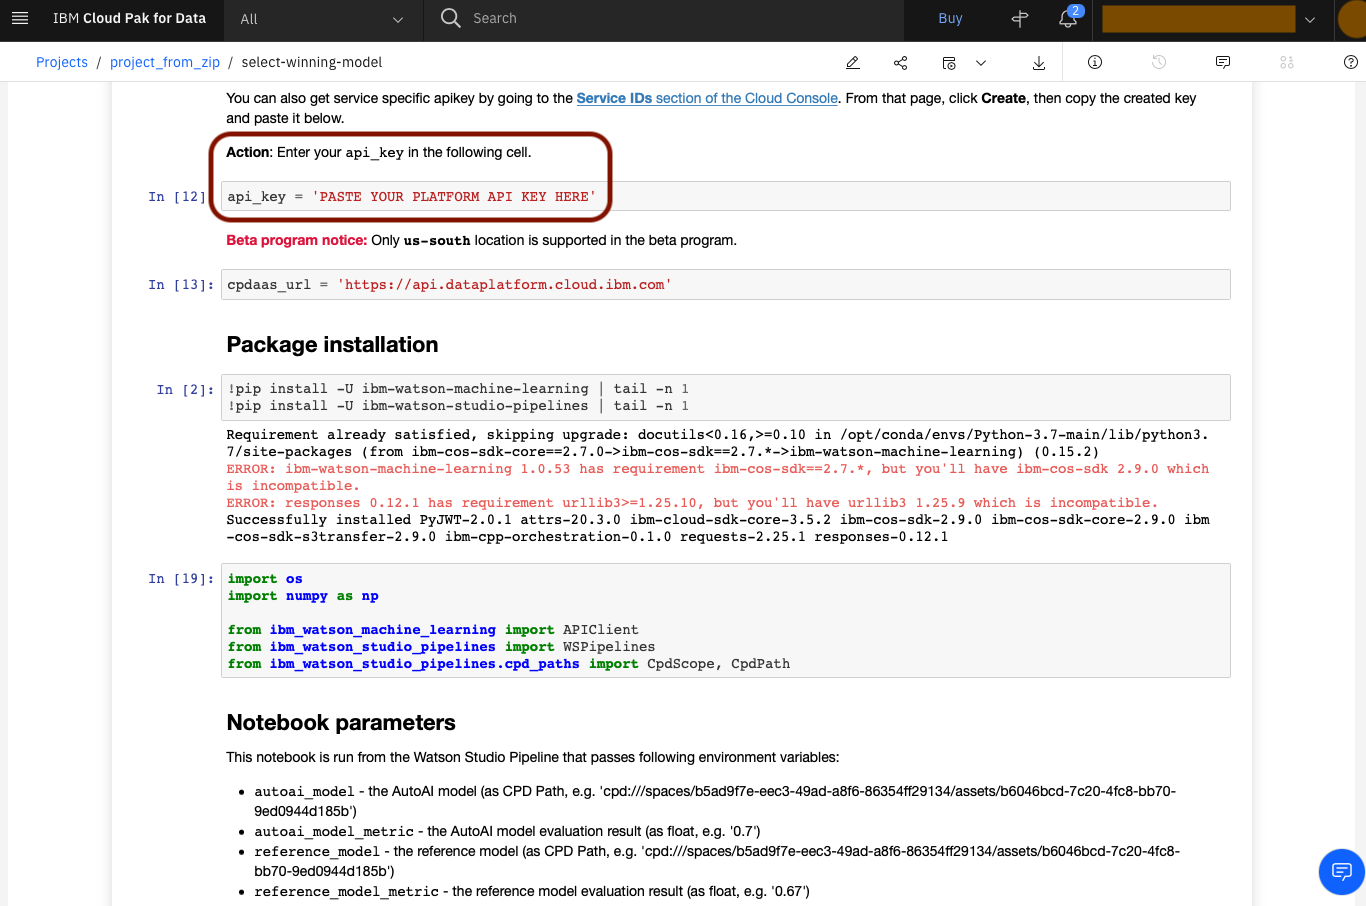 IBM Cloud Pak for Data
All
Search
Buy
2
Projects / project_from_zip / select-winning-model
You can also get service specific apikey by going to the Service IDs section of the Cloud Console. From that page, click Create, then copy the created key
and paste it below.
Action: Enter your api_key in the following cell.
In [12]
api_key = 'PASTE YOUR PLATFORM API KEY HERE'
Beta program notice: Only us-south location is supported in the beta program.
In [13]:
cpdaas_url = 'https://api.dataplatform.cloud.ibm.com'
Package installation
In [2]:
!pip install -U ibm-watson-machine-learning | tail -n 1
!pip install -U ibm-watson-studio-pipelines | tail -n 1
Requirement already satisfied, skipping upgrade: docutils<0.16,>=0.10 in /opt/conda/envs/Python-3.7-main/lib/python3.
7/site-packages (from ibm-cos-sdk-core==2.7.0->ibm-cos-sdk==2.7.*->ibm-watson-machine-learning) (0.15.2)
ERROR: ibm-watson-machine-learning 1.0.53 has requirement ibm-cos-sdk==2.7.*, but you'll have ibm-cos-sdk 2.9.0 which
is incompatible.
ERROR: responses 0.12.1 has requirement urllib3>=1.25.10, but you'll have urllib3 1.25.9 which is incompatible.
Successfully installed PyJWT-2.0.1 attrs-20.3.0 ibm-cloud-sdk-core-3.5.2 ibm-cos-sdk-2.9.0 ibm-cos-sdk-core-2.9.0 ibm
-cos-sdk-s3transfer-2.9.0 ibm-cpp-orchestration-0.1.0 requests-2.25.1 responses-0.12.1
In [19]:
import os
import numpy as np
from ibm_watson_machine_learning import APIClient
from ibm_watson_studio_pipelines import WSPipelines
from ibm_watson_studio_pipelines.cpd_paths import CpdScope, CpdPath
Notebook parameters
This notebook is run from the Watson Studio Pipeline that passes following environment variables:
• autoai_model - the AutoAI model (as CPD Path, e.g. 'cpd:///spaces/b5ad9f7e-eec3-49ad-a8f6-86354ff29134/assets/b6046bcd-7c20-4fc8-bb70-
9ed0944d185b')
• autoai_model_metric - the AutoAI model evaluation result (as float, e.g. '0.7')
• reference_model - the reference model (as CPD Path, e.g. 'cpd:///spaces/b5ad9f7e-eec3-49ad-a8f6-86354ff29134/assets/b6046bcd-7c20-4fc8-
bb70-9ed0944d185b')
• reference_model_metric - the reference model evaluation result (as float, e.g. '0.67')